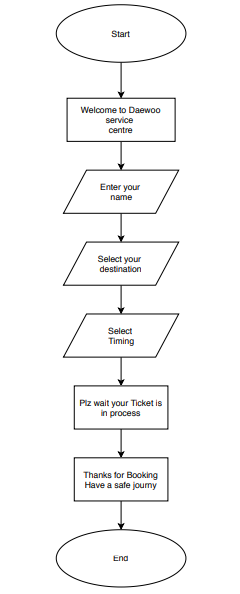 Start
Welcome to Daewoo
service
centre
Enter your
name
Select your
destination
Select
Timing
Plz wait your Ticket is
in process
Thanks for Booking
Have a safe journy
End